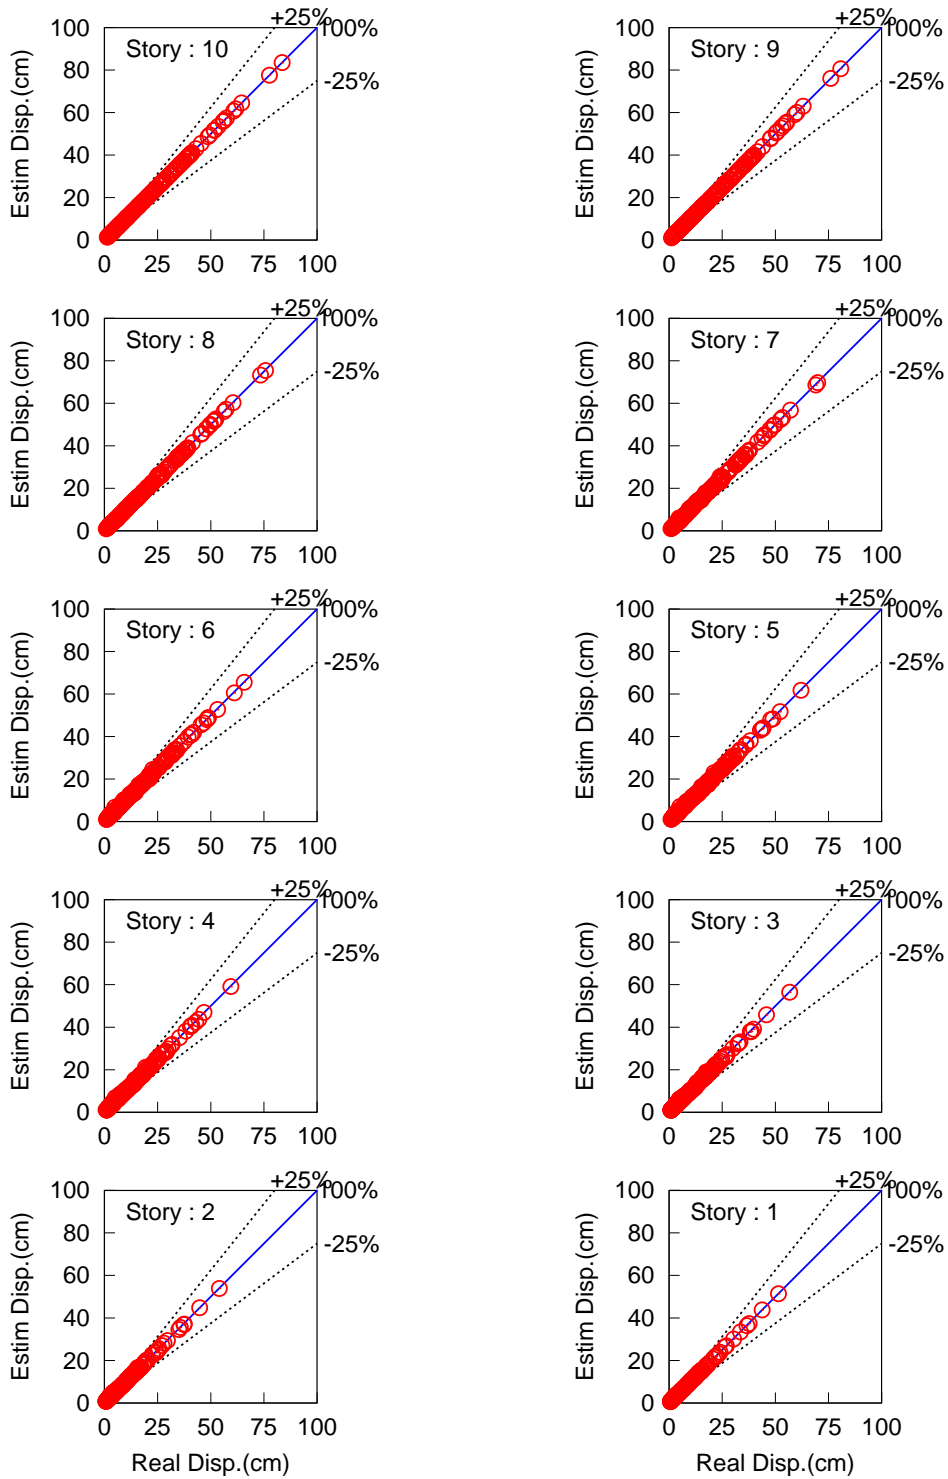 +25%
100%
Story : 10
-25%
Estim Disp.(cm)
100
80
60
40
20
0
0 25 50 75 100
+25%
100%
Story : 9
-25%
Estim Disp.(cm)
100
80
60
40
20
0
0 25 50 75 100
+25%
100%
Story : 8
-25%
Estim Disp.(cm)
100
80
60
40
20
0
0 25 50 75 100
+25%
100%
Story : 7
-25%
Estim Disp.(cm)
100
80
60
40
20
0
0 25 50 75 100
+25%
100%
Story : 6
-25%
Estim Disp.(cm)
100
80
60
40
20
0
0 25 50 75 100
+25%
100%
Story : 5
-25%
Estim Disp.(cm)
100
80
60
40
20
0
0 25 50 75 100
+25%
100%
Story : 4
-25%
Estim Disp.(cm)
100
80
60
40
20
0
0 25 50 75 100
+25%
100%
Story : 3
-25%
Estim Disp.(cm)
100
80
60
40
20
0
0 25 50 75 100
+25%
100%
Story : 2
-25%
Estim Disp.(cm)
100
80
60
40
20
0
0 25 50 75 100
Real Disp.(cm)
+25%
100%
Story : 1
-25%
Estim Disp.(cm)
100
80
60
40
20
0
0 25 50 75 100
Real Disp.(cm)